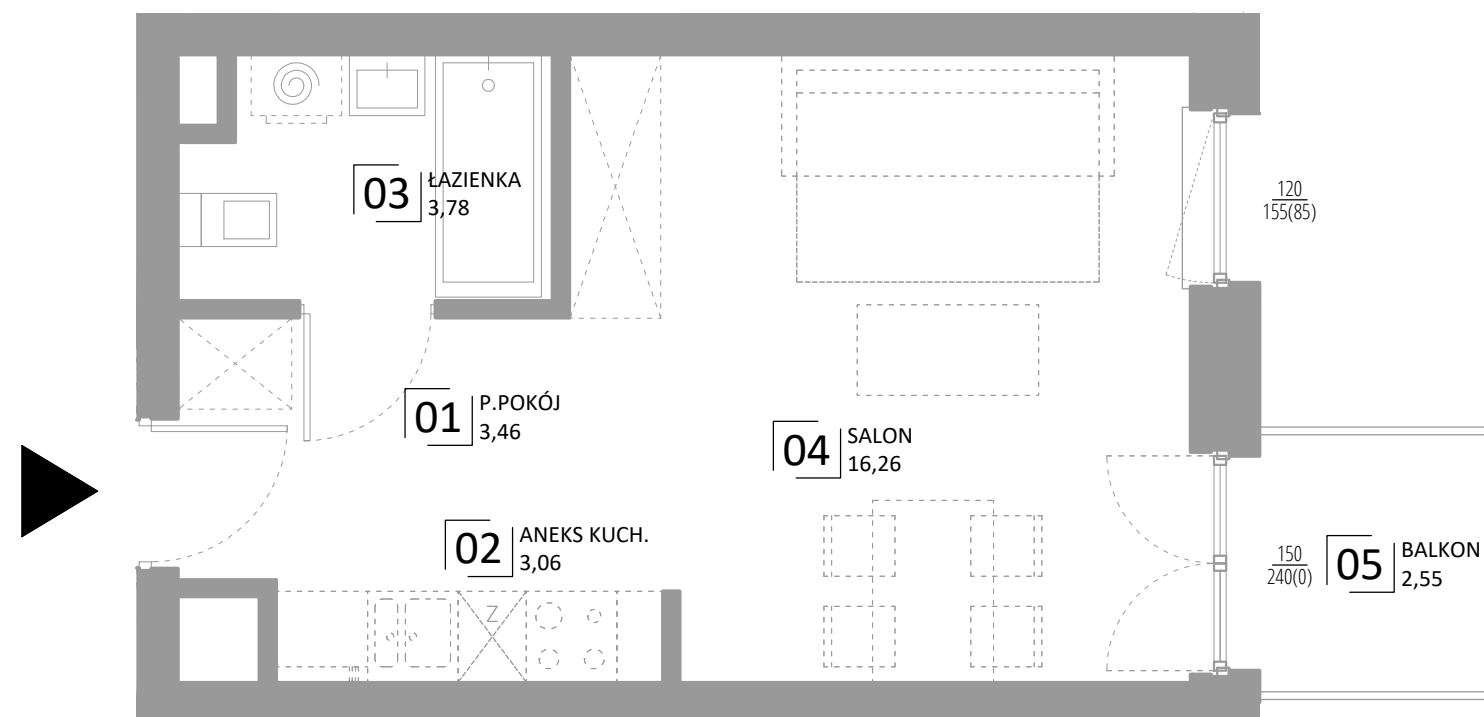 03 ŁAZIENKA
3,78
120
155(85)
01 P.POKÓJ
3,46
04 SALON
16,26
02 ANEKS KUCH.
3,06
Z
150
240(0)
05 BALKON
2,55